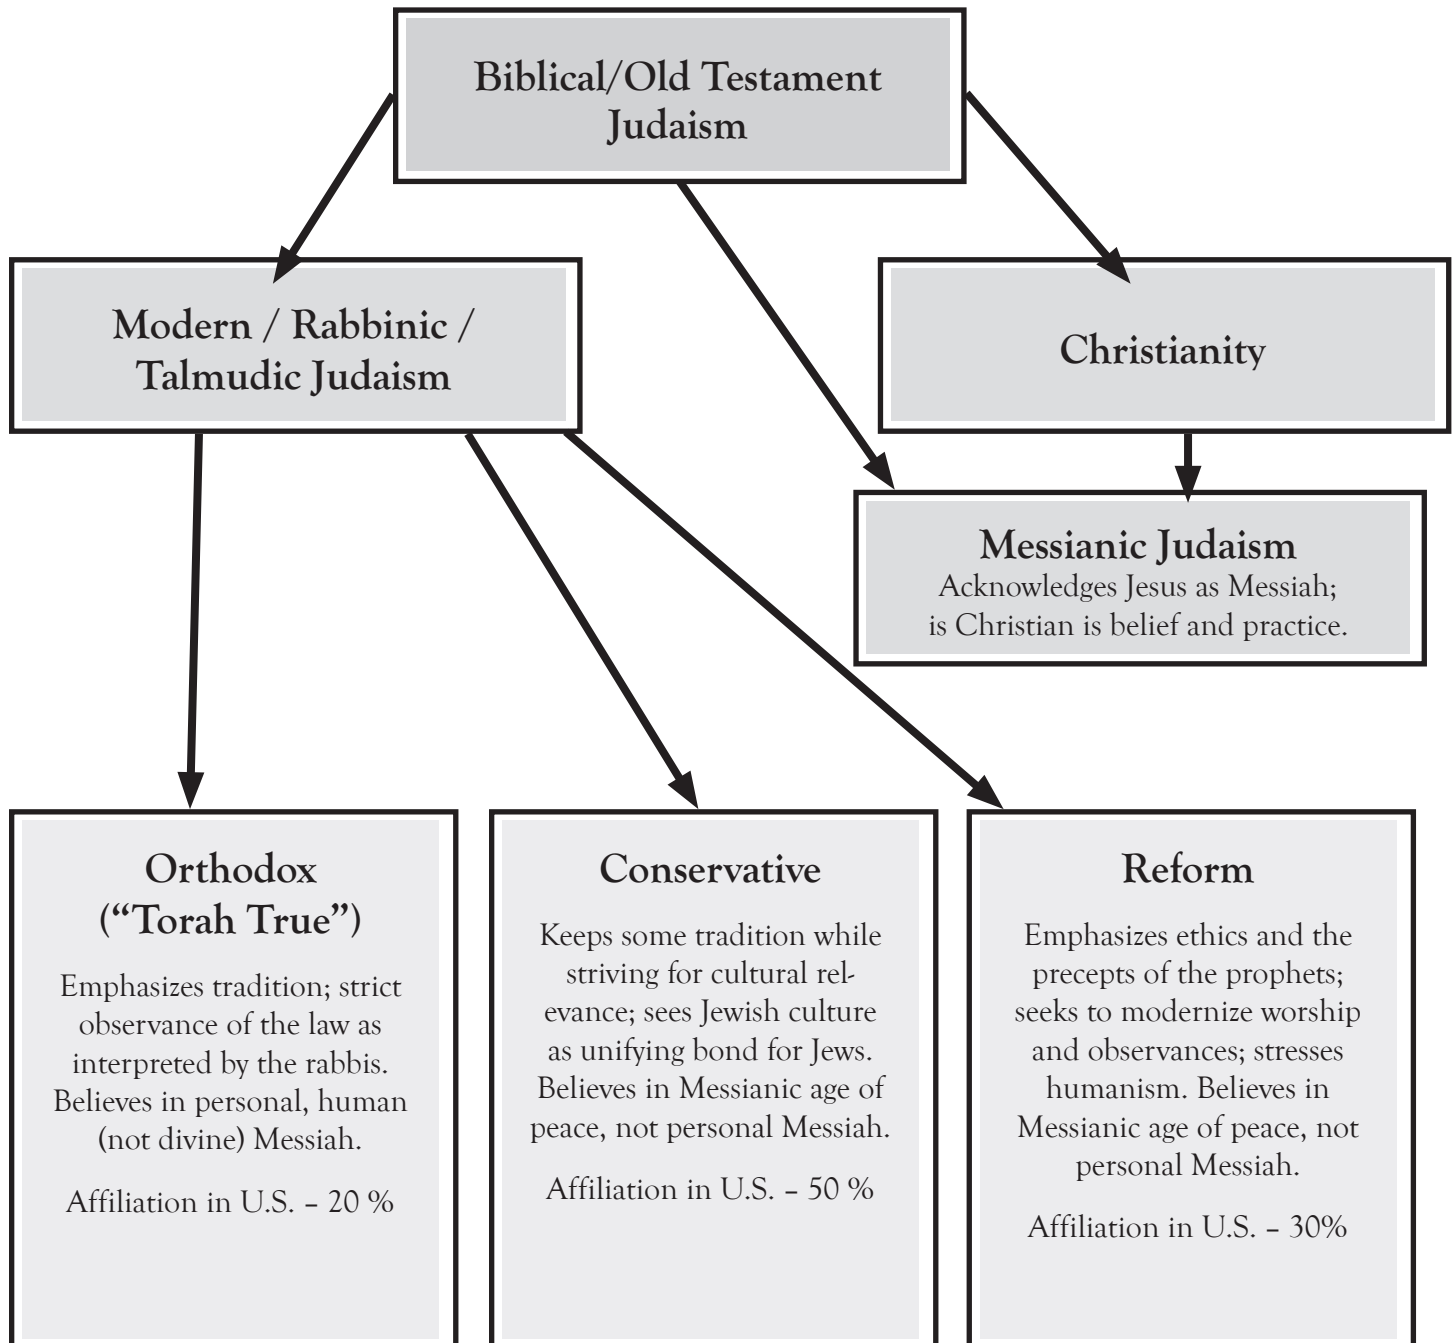 Biblical/Old Testament
Judaism
Modern / Rabbinic /
Talmudic Judaism
Christianity
Messianic Judaism
Acknowledges Jesus as Messiah;
is Christian is belief and practice.
Orthodox
(“Torah True”)
Emphasizes tradition; strict
observance of the law as
interpreted by the rabbis.
Believes in personal, human
(not divine) Messiah.
Affiliation in U.S. – 20 %
Conservative
Keeps some tradition while
striving for cultural rel-
evance; sees Jewish culture
as unifying bond for Jews.
Believes in Messianic age of
peace, not personal Messiah.
Affiliation in U.S. – 50 %
Reform
Emphasizes ethics and the
precepts of the prophets;
seeks to modernize worship
and observances; stresses
humanism. Believes in
Messianic age of peace, not
personal Messiah.
Affiliation in U.S. – 30%